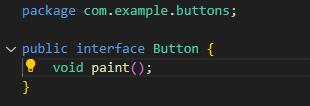 package com.example.buttons;
public interface Button {
    void paint();
}